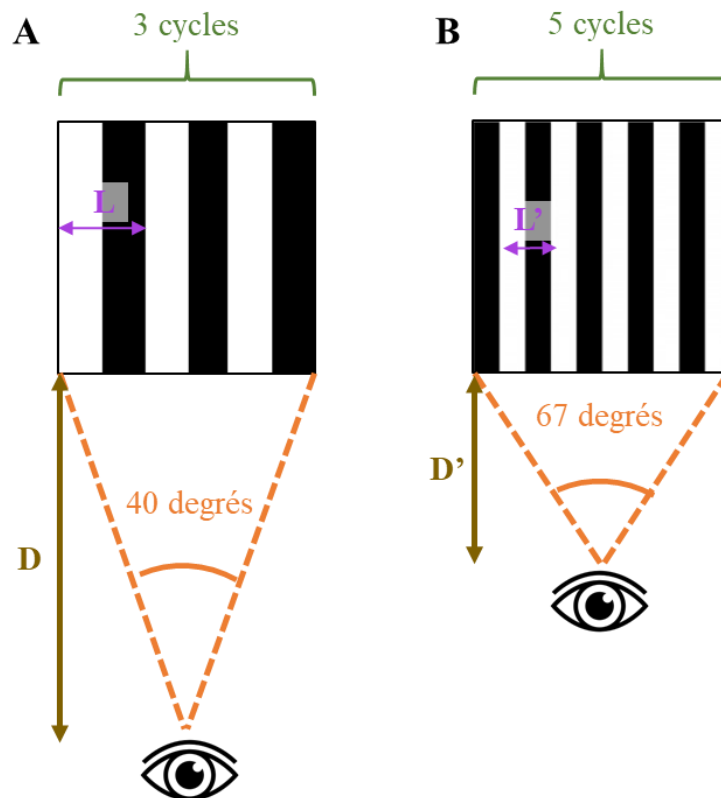 A
3 cycles
L
D
40 degrés
B
5 cycles
L’
D’
67 degrés